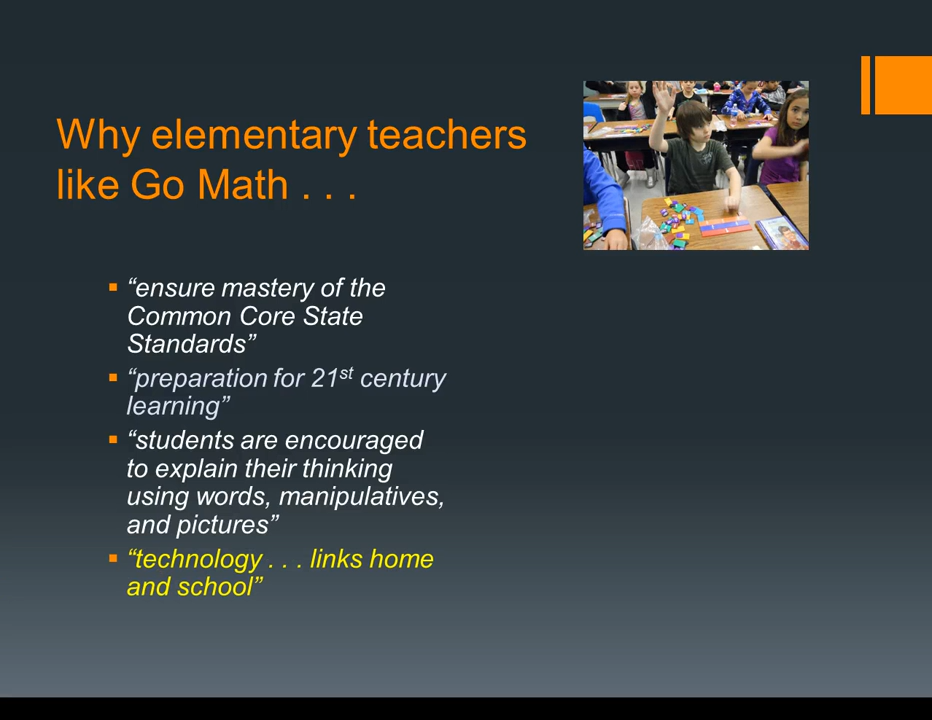 Why elementary teachers
like Go Math . . .
“ensure mastery of the
Common Core State
Standards”
“preparation for 21st century
learning”
“students are encouraged
to explain their thinking
using words, manipulatives,
and pictures”
“technology . . . links home
and school”